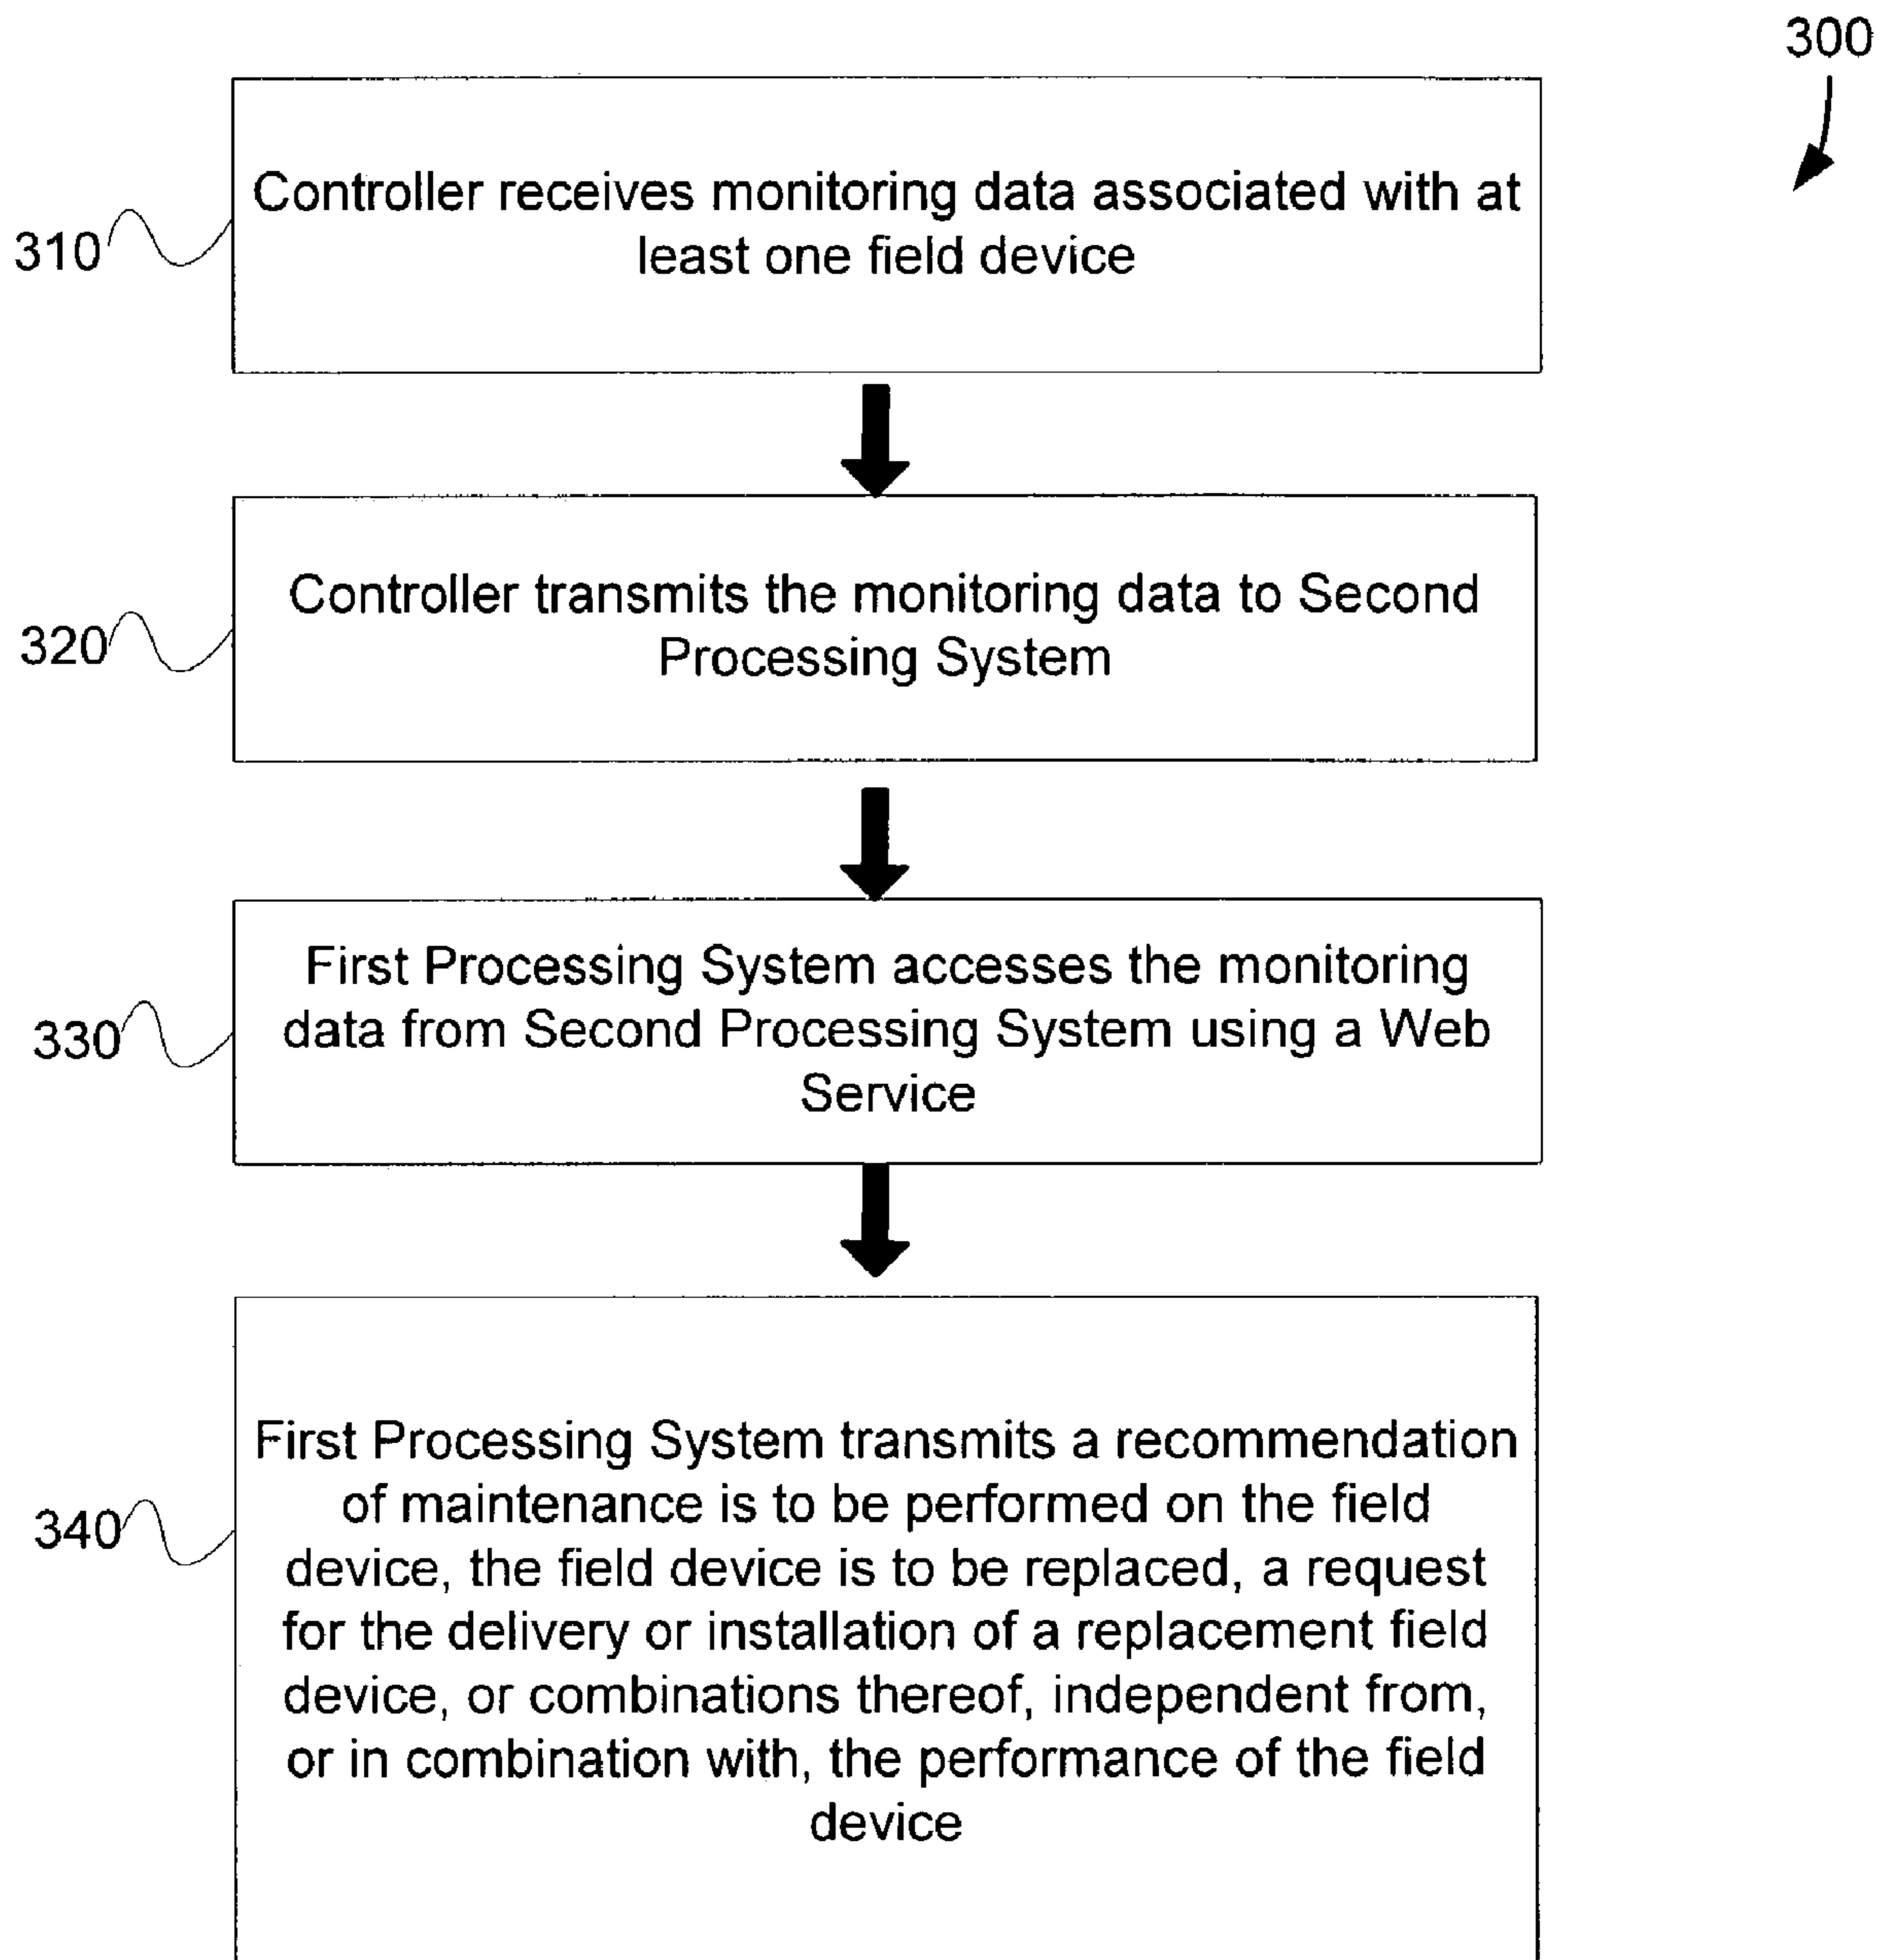 300
Controller receives monitoring data associated with at
least one field device
310
Controller transmits the monitoring data to Second
Processing System
320
First Processing System accesses the monitoring
data from Second Processing System using a Web
Service
330
First Processing System transmits a recommendation
of maintenance is to be performed on the field
device, the field device is to be replaced, a request
for the delivery or installation of a replacement field
device, or combinations thereof, independent from,
or in combination with, the performance of the field
device
340